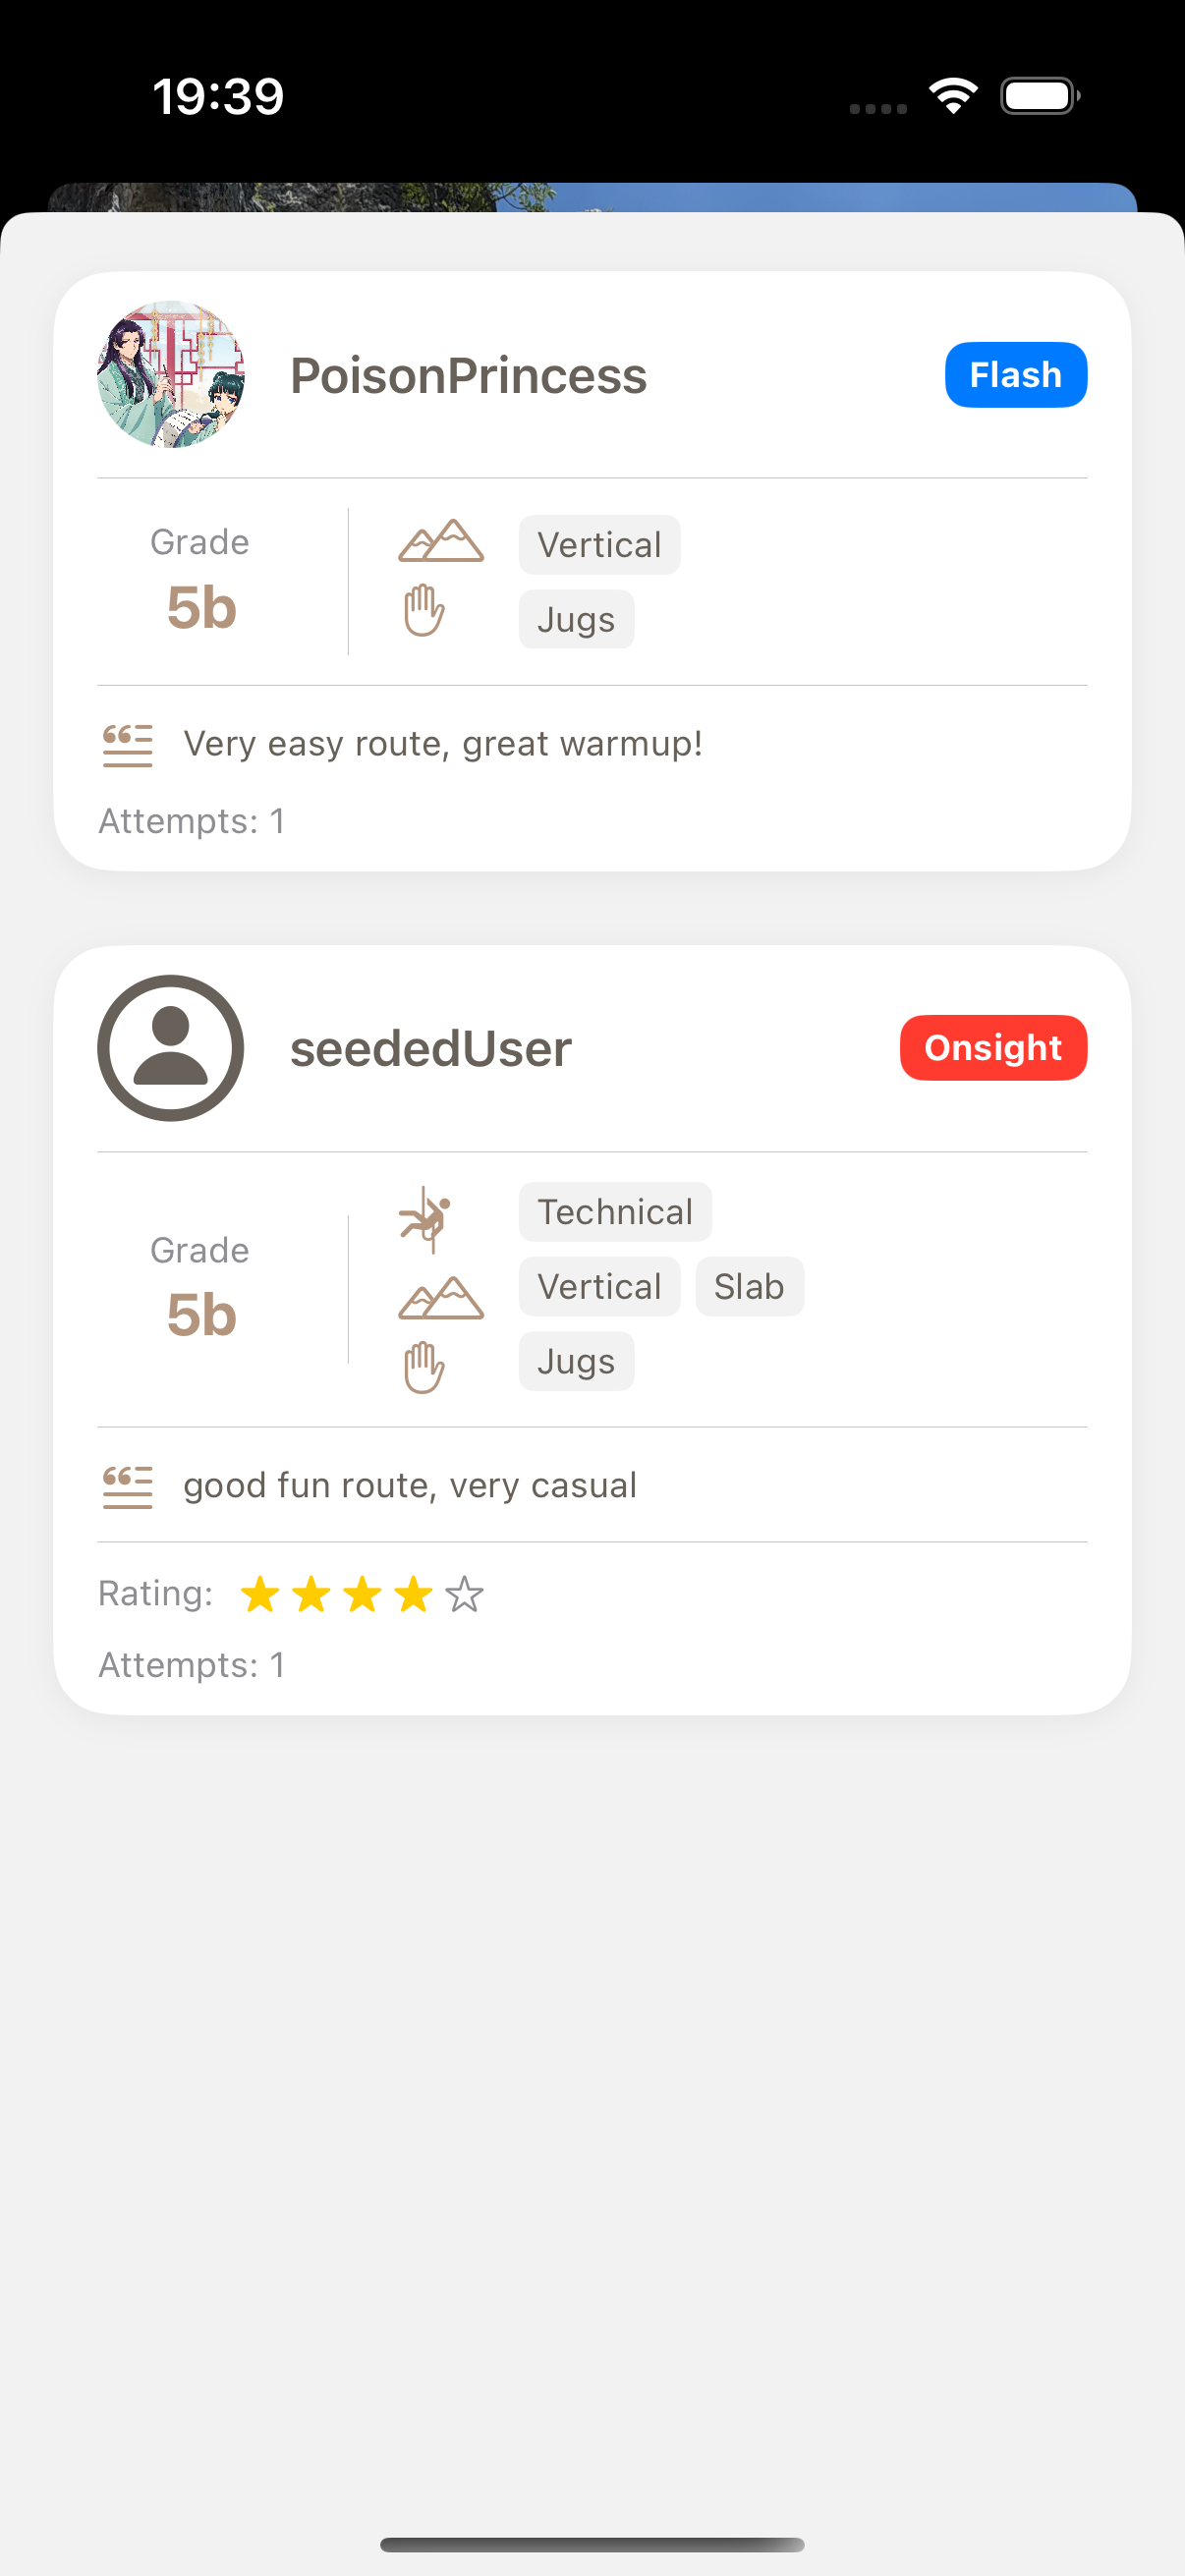 19:39
PoisonPrincess
Flash
Grade
5b
Vertical
Jugs
Very easy route, great warmup!
Attempts: 1
seededUser
Onsight
Grade
5b
Technical
Vertical Slab
Jugs
good fun route, very casual
Rating:
Attempts: 1